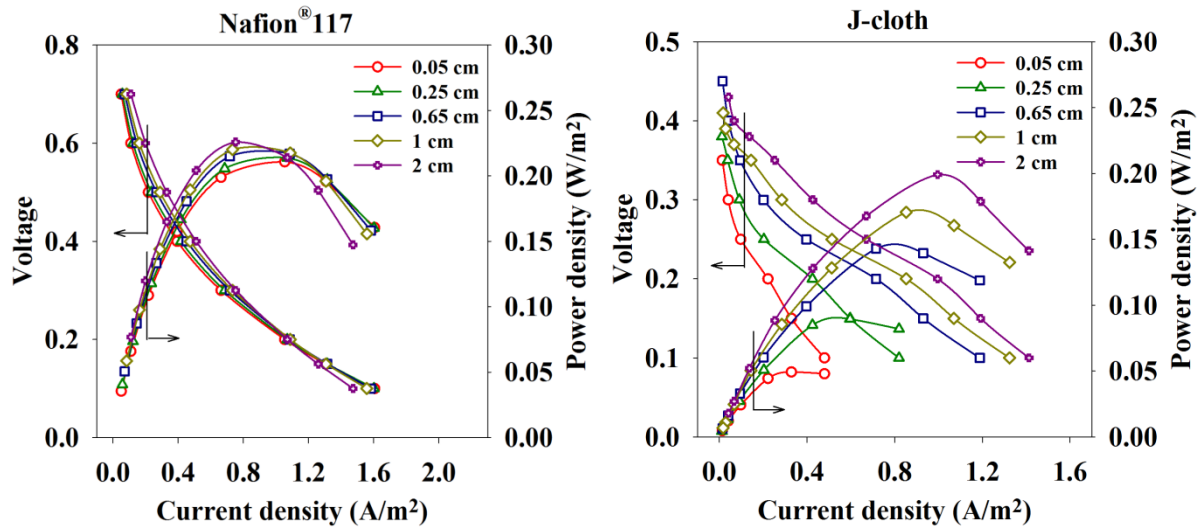 Nafion®117
0.8
0.6
0.4
0.2
0.0
Voltage
0.05 cm
0.25 cm
0.65 cm
1 cm
2 cm
0.30
0.25
0.20
0.15
0.10
0.05
0.00
Power density (W/m²)
0.0 0.4 0.8 1.2 1.6 2.0
Current density (A/m²)
J-cloth
0.5
0.4
0.3
0.2
0.1
0.0
Voltage
0.05 cm
0.25 cm
0.65 cm
1 cm
2 cm
0.30
0.25
0.20
0.15
0.10
0.05
0.00
Power density (W/m²)
0.0 0.4 0.8 1.2 1.6
Current density (A/m²)